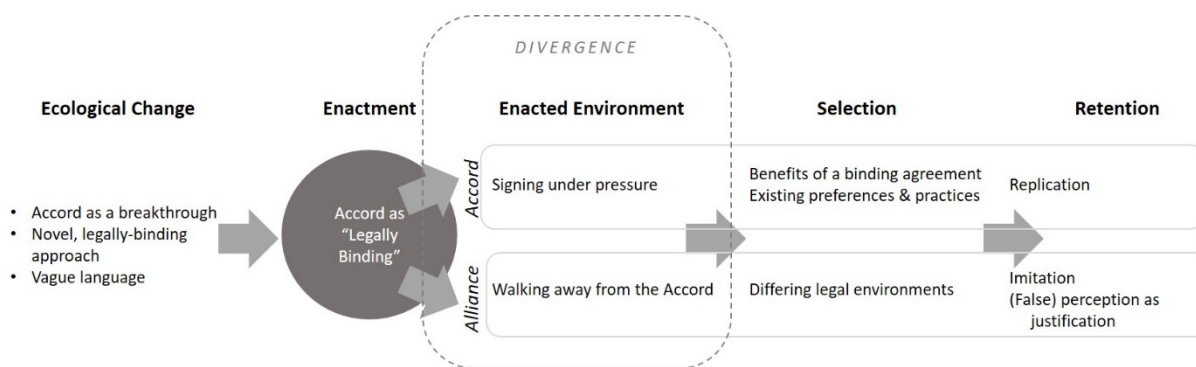 DIVERGENCE
Ecological Change
Enactment
Enacted Environment
Selection
Retention
• Accord as a breakthrough
• Novel, legally-binding
approach
• Vague language
Accord as
“Legally
Binding”
Accord
Signing under pressure
Benefits of a binding agreement
Existing preferences & practices
Replication
Alliance
Walking away from the Accord
Differing legal environments
Imitation
(False) perception as
justification